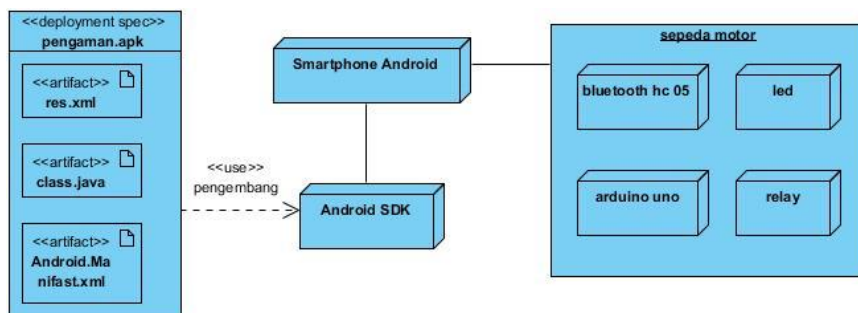 <<deployment spec>>
pengaman.apk
<<artifact>>
res.xml
<<artifact>>
class.java
<<artifact>>
Android.Ma
nifast.xml
<<use>>
pengembang
Smartphone Android
Android SDK
sepeda motor
bluetooth hc 05
led
arduino uno
relay